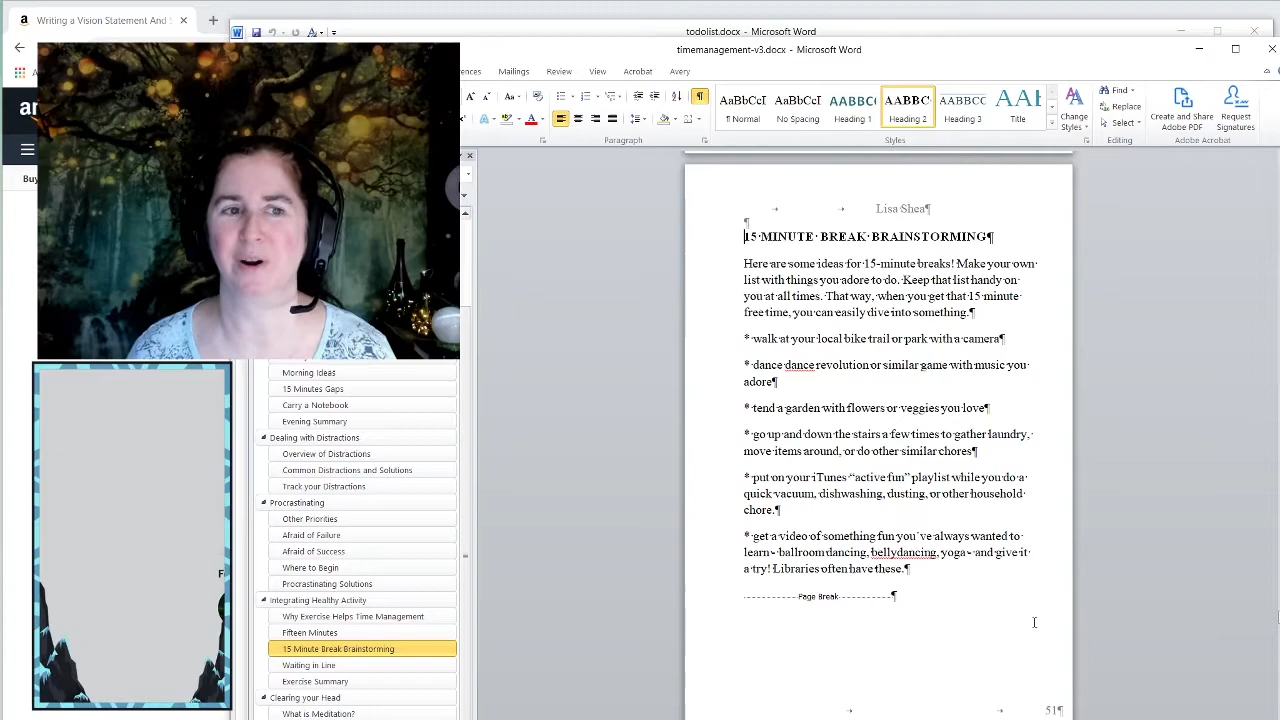 Writing a Vision Statement And
todolist.docx - Microsoft Word
timemanagement-v3.docx - Microsoft Word
Mailings
Review
View
Acrobat
Avery
AaBbCcI
AaBbCcI
AABBCC
AABBC
AABBCC
Find
Replace
Select
¶ Normal
No Spaci...
Heading 1
Heading 2
Title
Change
Styles
Create and Share
Adobe PDF
Request
Signatures
Paragraph
Styles
Editing
Adobe Acrobat
Buy
Lisa·Shea¶
¶
15·MINUTE·BREAK·BRAINSTORMING¶
Here are some ideas for 15-minute breaks! Make your own
list with things you adore to do. Keep that list handy on
you at all times. That way, when you get that 15 minute
free time, you can easily dive into something.¶
* walk at your local bike trail or park with a camera¶
* dance dance revolution or similar game with music you
adore¶
* tend a garden with flowers or veggies you love¶
* go up and down the stairs a few times to gather laundry,
move items around, or do other similar chores¶
* put on your iTunes “active fun” playlist while you do a
quick vacuum, dishwashing, dusting, or other household
chore.¶
* get a video of something fun you’ve always wanted to
learn - ballroom dancing, bellydancing, yoga - and give it
a try! Libraries often have these.¶
Page Break
¶
51¶
Morning Ideas
15 Minutes Gaps
Carry a Notebook
Evening Summary
Dealing with Distractions
Overview of Distractions
Common Distractions and Solutions
Track your Distractions
Procrastinating
Other Priorities
Afraid of Failure
Afraid of Success
Where to Begin
Procrastinating Solutions
Integrating Healthy Activity
Why Exercise Helps Time Management
Fifteen Minutes
15 Minute Break Brainstorming
Waiting in Line
Exercise Summary
Clearing your Head
What is Meditation?